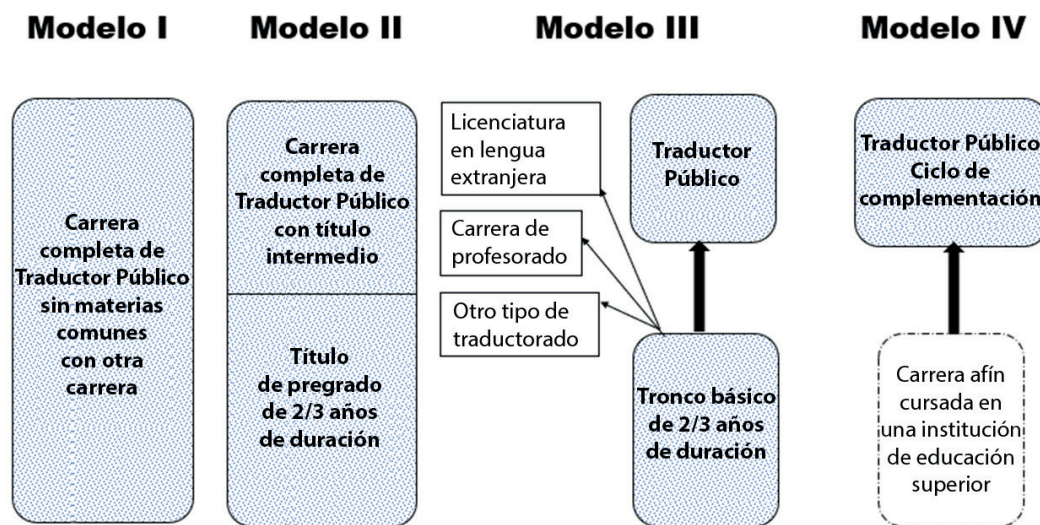 Modelo I
Modelo II
Modelo III
Modelo IV
Carrera
completa de
Traductor Público
sin materias
comunes
con otra
carrera
Carrera
completa de
Traductor Público
con título
intermedio
Título
de pregrado
de 2/3 años
de duración
Licenciatura
en lengua
extranjera
Carrera de
profesorado
Otro tipo de
traductorado
Traductor
Público
Tronco básico
de 2/3 años
de duración
Traductor Público
Ciclo de
complementación
Carrera afín
cursada en
una institución
de educación
superior